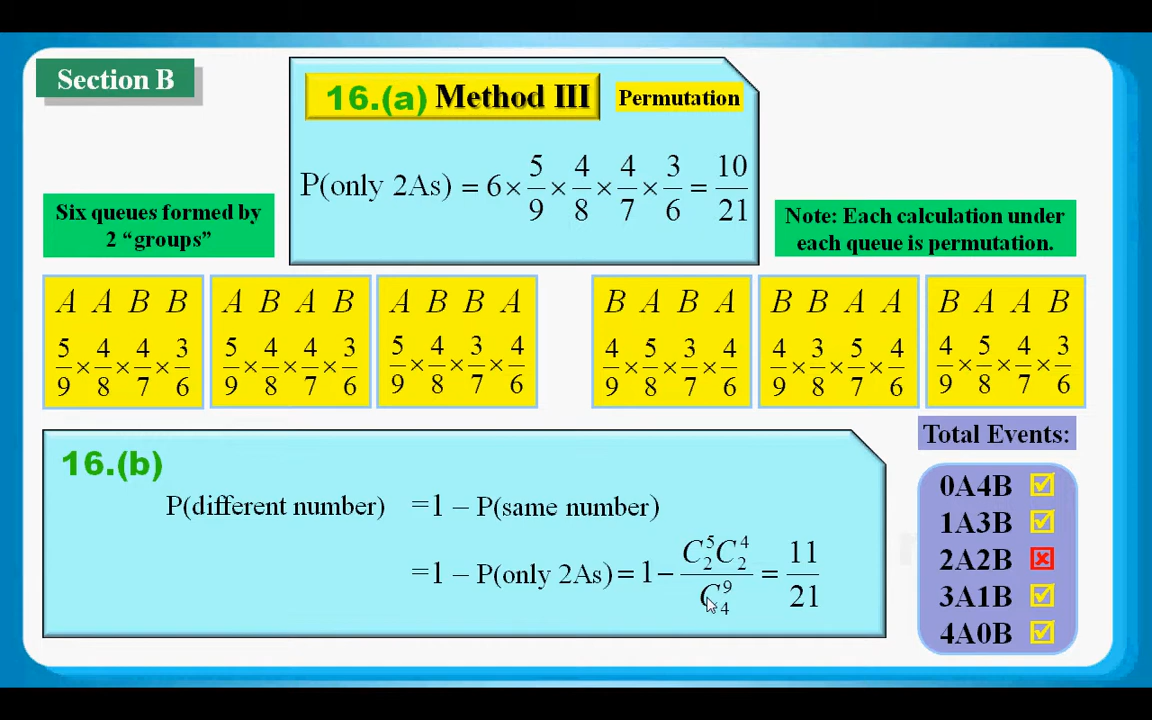 Section B
16.(a) Method III Permutation
P(only 2As) = 6 × 5/9 × 4/8 × 4/7 × 3/6 = 10/21
Six queues formed by
2 “groups”
Note: Each calculation under
each queue is permutation.
A A B B
5/9 × 4/8 × 4/7 × 3/6
A B A B
5/9 × 4/8 × 4/7 × 3/6
A B B A
5/9 × 4/8 × 3/7 × 4/6
B A B A
4/9 × 5/8 × 3/7 × 4/6
B B A A
4/9 × 3/8 × 5/7 × 4/6
B A A B
4/9 × 5/8 × 4/7 × 3/6
16.(b)
P(different number) =1 − P(same number)
=1 − P(only 2As) = 1 − C⁵₂C⁴₂/C⁹₄ = 11/21
Total Events:
0A4B ☑
1A3B ☑
2A2B ☒
3A1B ☑
4A0B ☑